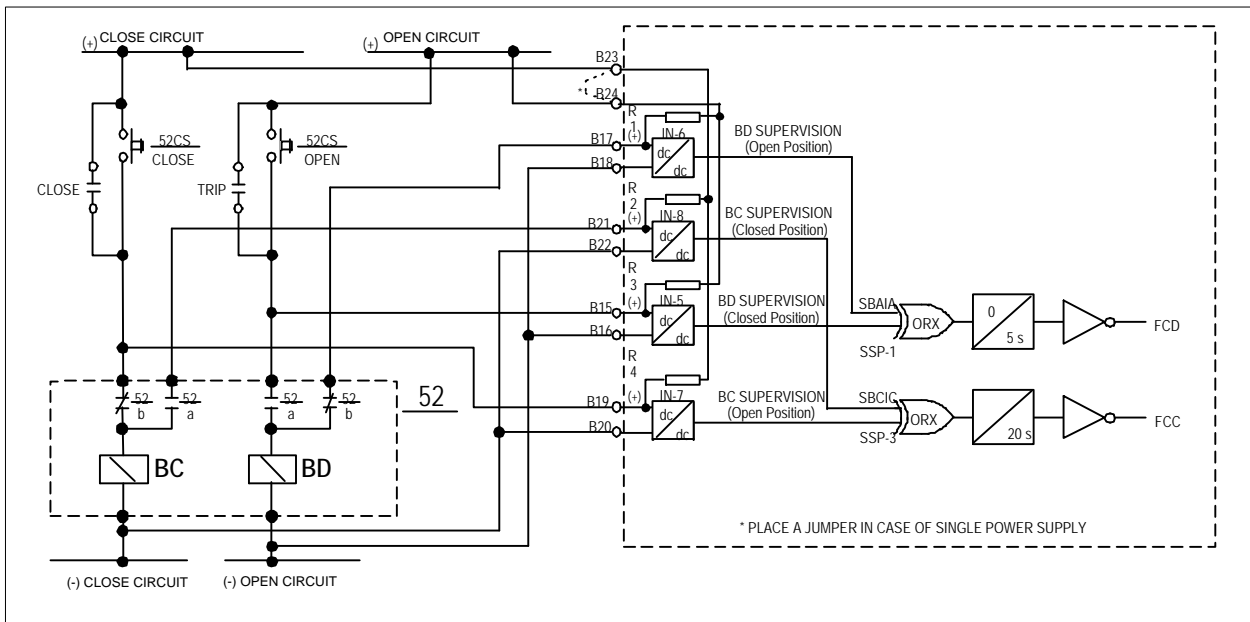 (+) CLOSE CIRCUIT
(+) OPEN CIRCUIT
B23
* B24
R
1
(+)
IN-6
dc
dc
B17
B18
BD SUPERVISION
(Open Position)
52CS
CLOSE
52CS
OPEN
CLOSE
TRIP
R
2
(+)
IN-8
dc
dc
B21
B22
BC SUPERVISION
(Closed Position)
R
3
(+)
IN-5
dc
dc
B15
B16
BD SUPERVISION
(Closed Position)
SBAIA
ORX
SSP-1
0
5 s
FCD
R
4
(+)
IN-7
dc
dc
B19
B20
BC SUPERVISION
(Open Position)
SBCIC
ORX
SSP-3
20 s
FCC
52
b
52
a
52
a
52
b
52
BC
BD
* PLACE A JUMPER IN CASE OF SINGLE POWER SUPPLY
(-) CLOSE CIRCUIT
(-) OPEN CIRCUIT